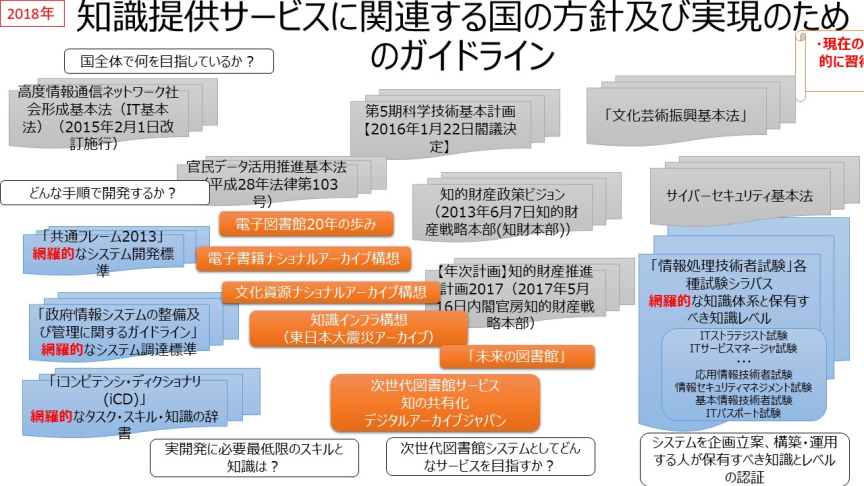 2018年
知識提供サービスに関連する国の方針及び実現のため
のガイドライン
・現在の
的に習得
国全体で何を目指しているか？
高度情報通信ネットワーク社
会形成基本法（IT基本
法）（2015年2月1日改
訂施行）
第5期科学技術基本計画
【2016年1月22日閣議決
定】
「文化芸術振興基本法」
官民データ活用推進基本法
（平成28年法律第103
号）
どんな手順で開発するか？
知的財産政策ビジョン
（2013年6月7日知的財
産戦略本部(知財本部)）
サイバーセキュリティ基本法
電子図書館20年の歩み
「共通フレーム2013」
網羅的なシステム開発標
準
電子書籍ナショナルアーカイブ構想
文化資源ナショナルアーカイブ構想
【年次計画】知的財産推進
計画2017（2017年5月
16日内閣官房知的財産戦
略本部）
「情報処理技術者試験」各
種試験シラバス
網羅的な知識体系と保有す
べき知識レベル
「政府情報システムの整備及
び管理に関するガイドライン」
網羅的なシステム調達標準
知識インフラ構想
（東日本大震災アーカイブ）
「未来の図書館」
ITストラテジスト試験
ITサービスマネージャ試験
・・・
応用情報技術者試験
情報セキュリティマネジメント試験
基本情報技術者試験
ITパスポート試験
「iコンピテンシ・ディクショナリ
(iCD)」
網羅的なタスク・スキル・知識の辞
書
次世代図書館サービス
知の共有化
デジタルアーカイブジャパン
実開発に必要最低限のスキルと
知識は？
次世代図書館システムとしてどん
なサービスを目指すか？
システムを企画立案、構築・運用
する人が保有すべき知識とレベル
の認証